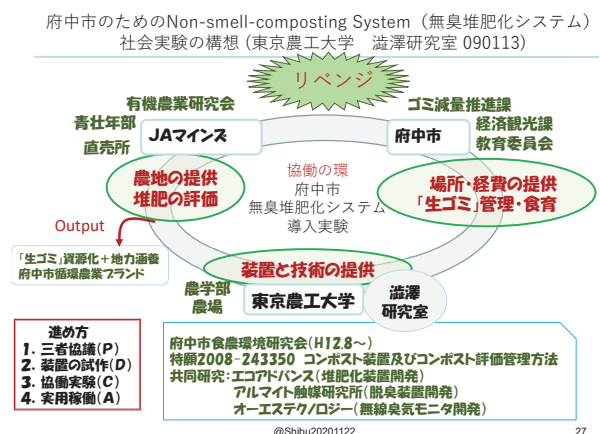 府中市のためのNon-smell-composting System（無臭堆肥化システム）
社会実験の構想 (東京農工大学　澁澤研究室 090113)
リベンジ
有機農業研究会
青壮年部
直売所
JAマインズ
ゴミ減量推進課
府中市
経済観光課
教育委員会
農地の提供
堆肥の評価
協働の環
府中市
無臭堆肥化システム
導入実験
場所・経費の提供
「生ゴミ」管理・食育
Output
「生ゴミ」資源化＋地力涵養
府中市循環農業ブランド
装置と技術の提供
農学部
農場
東京農工大学
澁澤
研究室
進め方
1. 三者協議(P)
2. 装置の試作(D)
3. 協働実験(C)
4. 実用稼働(A)
府中市食農環境研究会(H12.8～)
特願2008-243350 コンポスト装置及びコンポスト評価管理方法
共同研究：エコアドバンス(堆肥化装置開発)
アルマイト触媒研究所(脱臭装置開発)
オーエステクノロジー(無線臭気モニタ開発)
@Shibu20201122
27